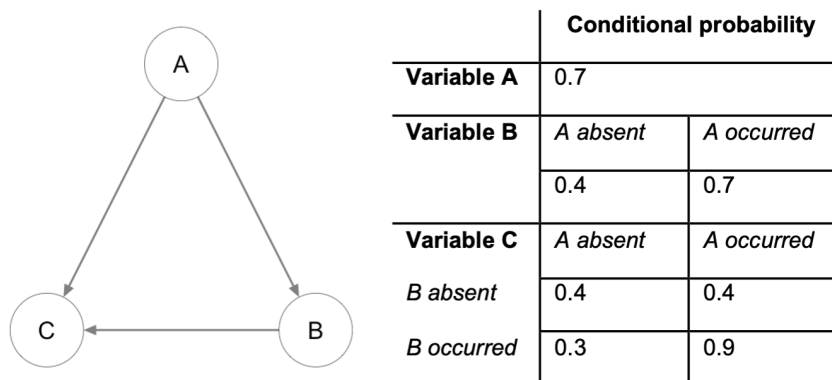 A
C
B
Conditional probability
Variable A 0.7
Variable B A absent A occurred
0.4 0.7
Variable C A absent A occurred
B absent 0.4 0.4
B occurred 0.3 0.9